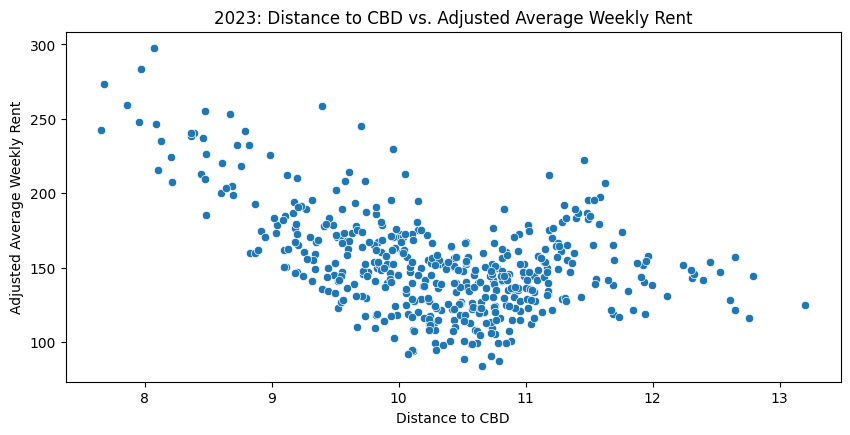 2023: Distance to CBD vs. Adjusted Average Weekly Rent
300
250
200
150
100
Adjusted Average Weekly Rent
8 9 10 11 12 13
Distance to CBD